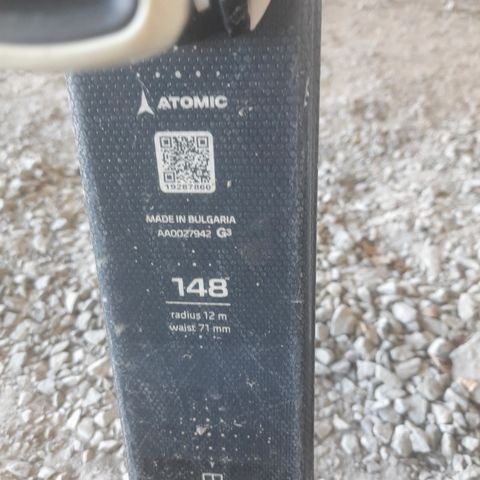 ATOMIC
19287860
MADE IN BULGARIA
AA0027942 G3
148
radius 12 m
waist 71 mm